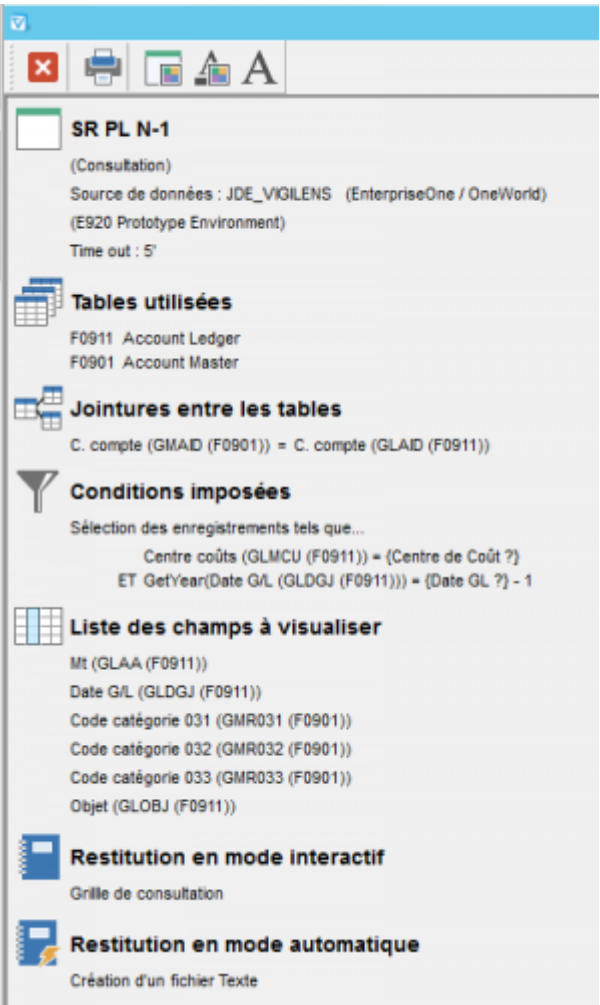 SR PL N-1
(Consultation)
Source de données : JDE_VIGILENS (EnterpriseOne / OneWorld)
(E920 Prototype Environment)
Time out : 5'
Tables utilisées
F0911 Account Ledger
F0901 Account Master
Jointures entre les tables
C. compte (GMAID (F0901)) = C. compte (GLAID (F0911))
Conditions imposées
Sélection des enregistrements tels que...
Centre coûts (GLMCU (F0911)) = {Centre de Coût ?}
ET GetYear(Date G/L (GLDGJ (F0911))) = {Date GL ?} - 1
Liste des champs à visualiser
Mt (GLAA (F0911))
Date G/L (GLDGJ (F0911))
Code catégorie 031 (GMR031 (F0901))
Code catégorie 032 (GMR032 (F0901))
Code catégorie 033 (GMR033 (F0901))
Objet (GLOBJ (F0911))
Restitution en mode interactif
Grille de consultation
Restitution en mode automatique
Création d'un fichier Texte